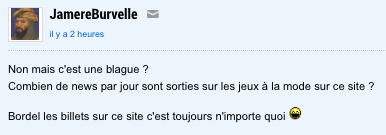 JamereBurvelle
il y a 2 heures
Non mais c'est une blague ?
Combien de news par jour sont sorties sur les jeux à la mode sur ce site ?
Bordel les billets sur ce site c'est toujours n'importe quoi